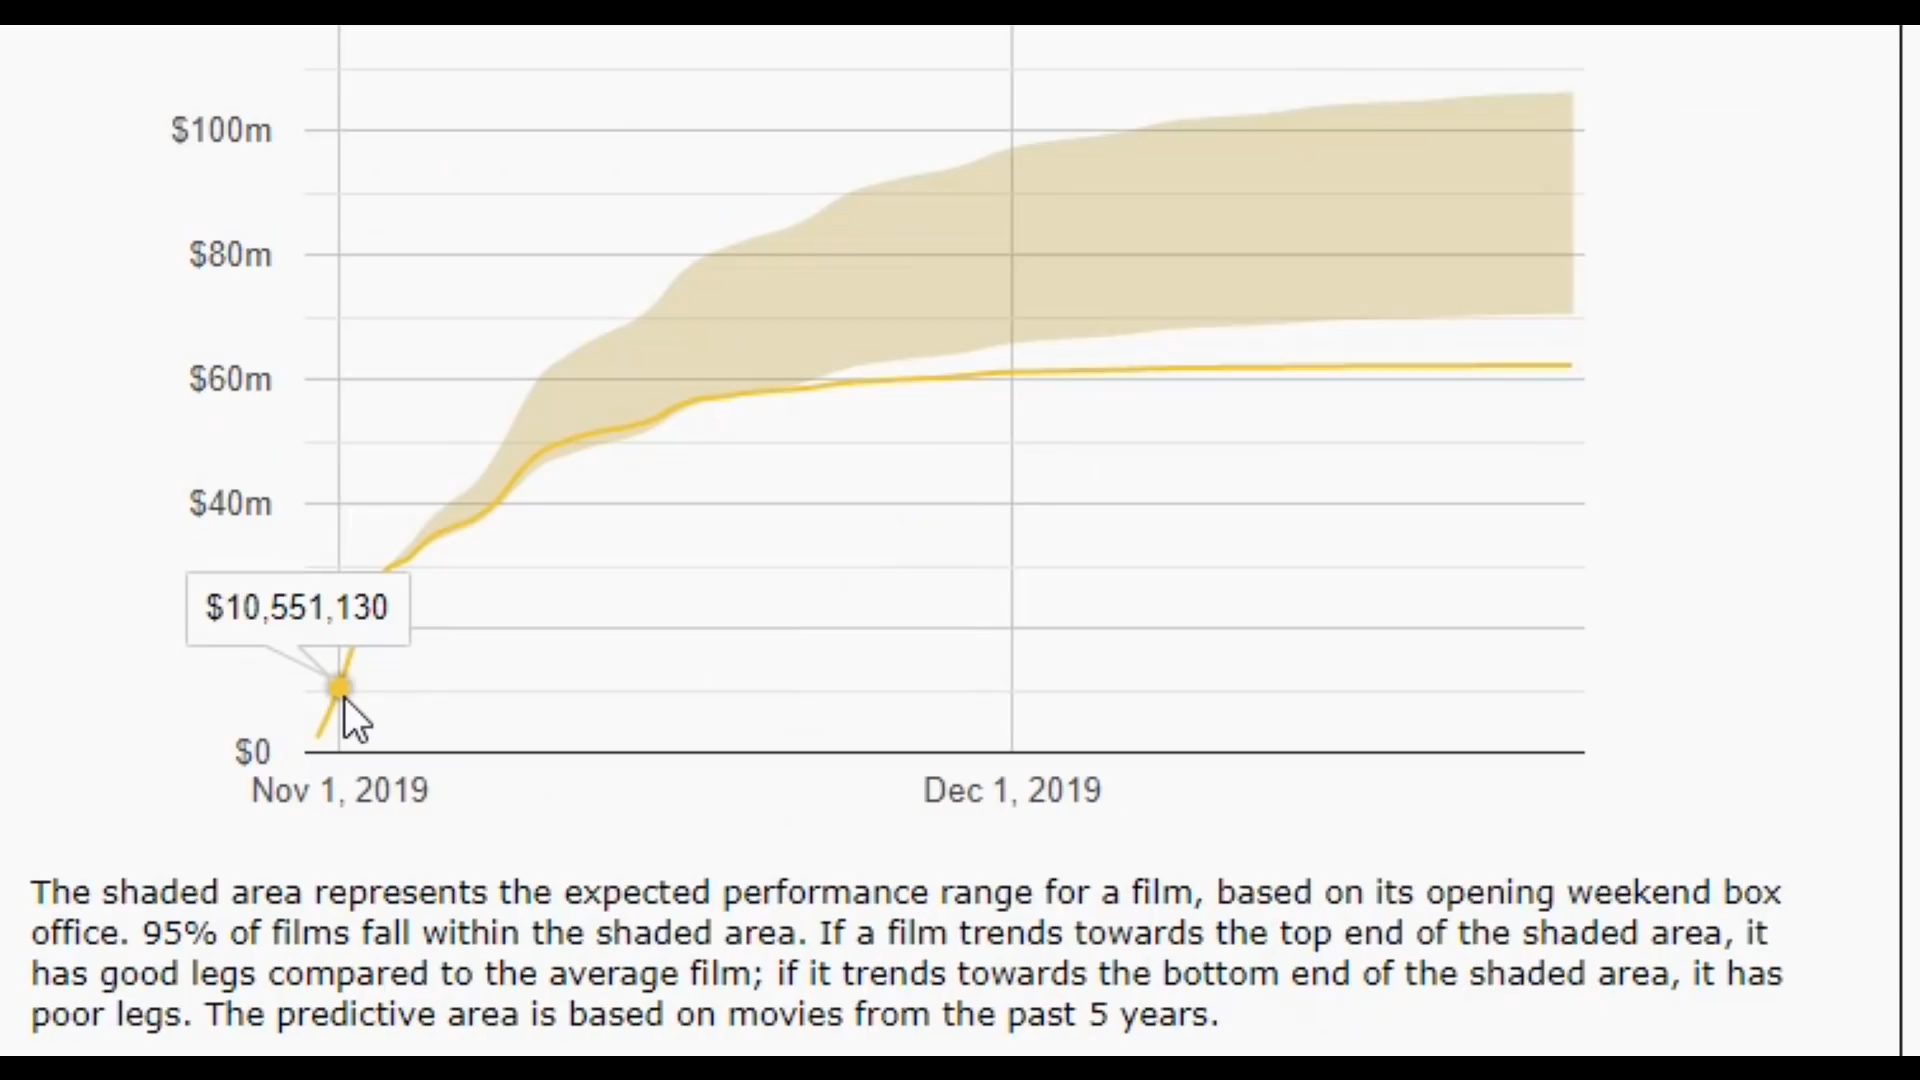 $100m
$80m
$60m
$40m
$10,551,130
$0
Nov 1, 2019
Dec 1, 2019
The shaded area represents the expected performance range for a film, based on its opening weekend box
office. 95% of films fall within the shaded area. If a film trends towards the top end of the shaded area, it
has good legs compared to the average film; if it trends towards the bottom end of the shaded area, it has
poor legs. The predictive area is based on movies from the past 5 years.